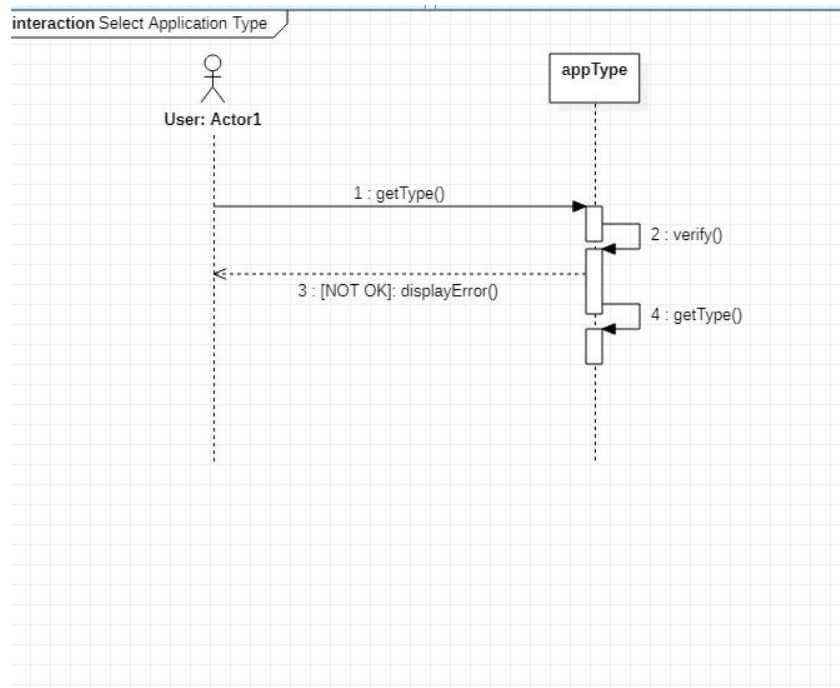 interaction Select Application Type
appType
User: Actor1
1 : getType()
2 : verify()
3 : [NOT OK]: displayError()
4 : getType()